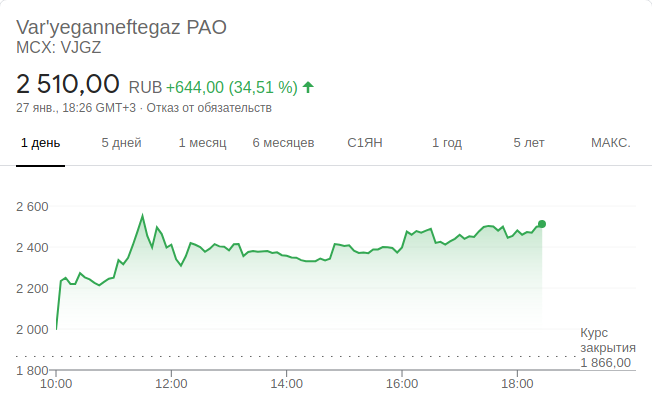 Var'yeganneftegaz PAO
MCX: VJGZ
2 510,00 RUB +644,00 (34,51 %)
27 янв., 18:26 GMT+3 · Отказ от обязательств
1 день 5 дней 1 месяц 6 месяцев С1ЯН 1 год 5 лет МАКС.
2 600
2 400
2 200
2 000
Курс
закрытия
1 866,00
1 800
10:00 12:00 14:00 16:00 18:00